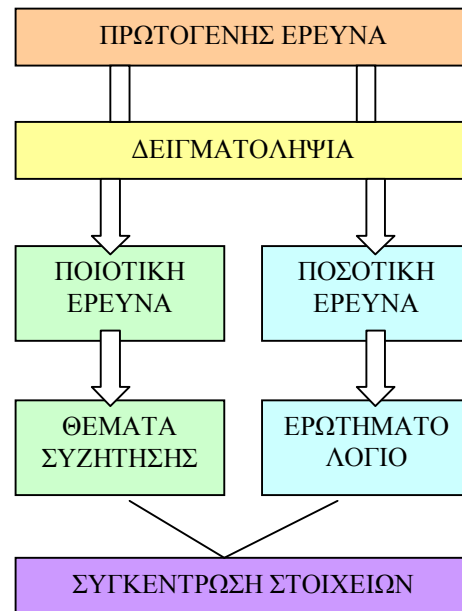 ΠΡΩΤΟΓΕΝΗΣ ΕΡΕΥΝΑ
ΔΕΙΓΜΑΤΟΛΗΨΙΑ
ΠΟΙΟΤΙΚΗ
ΕΡΕΥΝΑ
ΠΟΣΟΤΙΚΗ
ΕΡΕΥΝΑ
ΘΕΜΑΤΑ
ΣΥΖΗΤΗΣΗΣ
ΕΡΩΤΗΜΑΤΟ
ΛΟΓΙΟ
ΣΥΓΚΕΝΤΡΩΣΗ ΣΤΟΙΧΕΙΩΝ